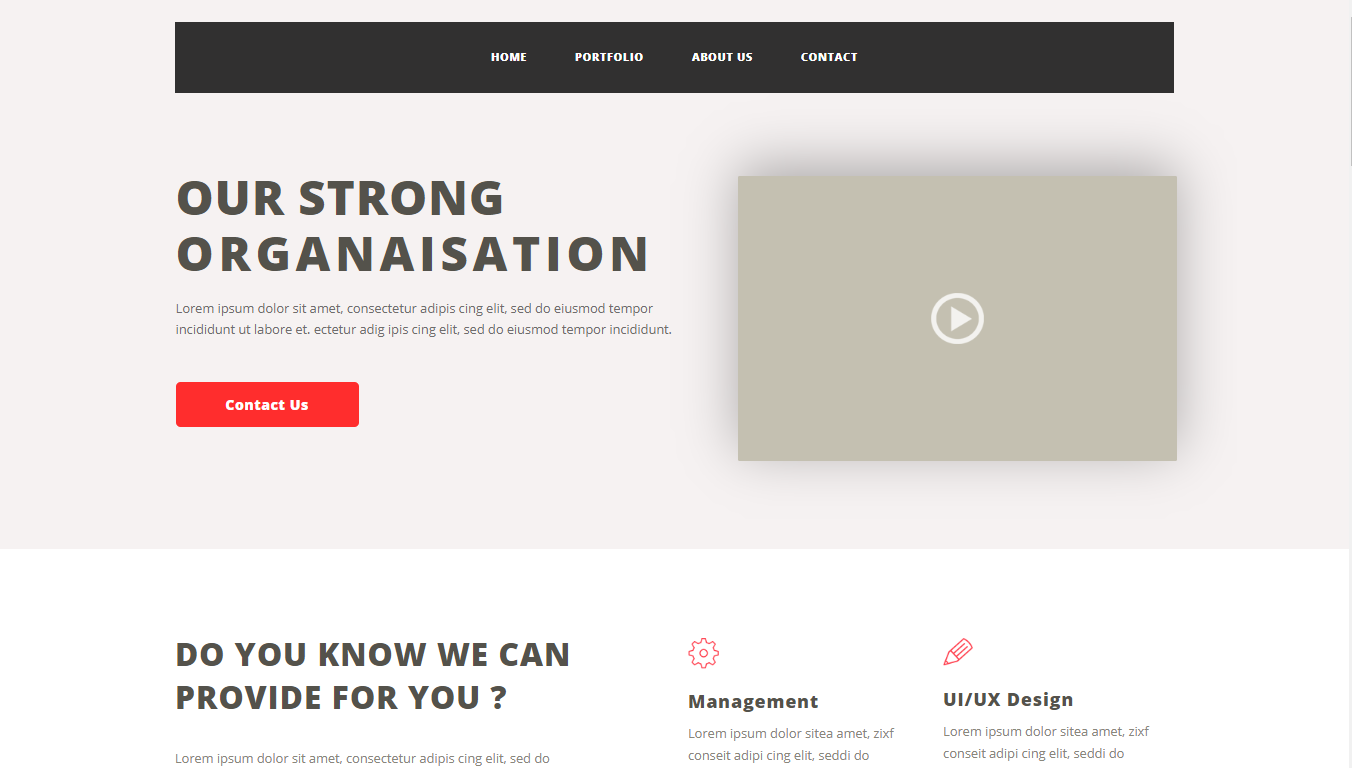 HOME PORTFOLIO ABOUT US CONTACT
OUR STRONG
ORGANAISATION
Lorem ipsum dolor sit amet, consectetur adipis cing elit, sed do eiusmod tempor
incididunt ut labore et. ectetur adig ipis cing elit, sed do eiusmod tempor incididunt.
Contact Us
DO YOU KNOW WE CAN
PROVIDE FOR YOU ?
Lorem ipsum dolor sit amet, consectetur adipis cing elit, sed do
Management
Lorem ipsum dolor sitea amet, zixf
conseit adipi cing elit, seddi do
UI/UX Design
Lorem ipsum dolor sitea amet, zixf
conseit adipi cing elit, seddi do